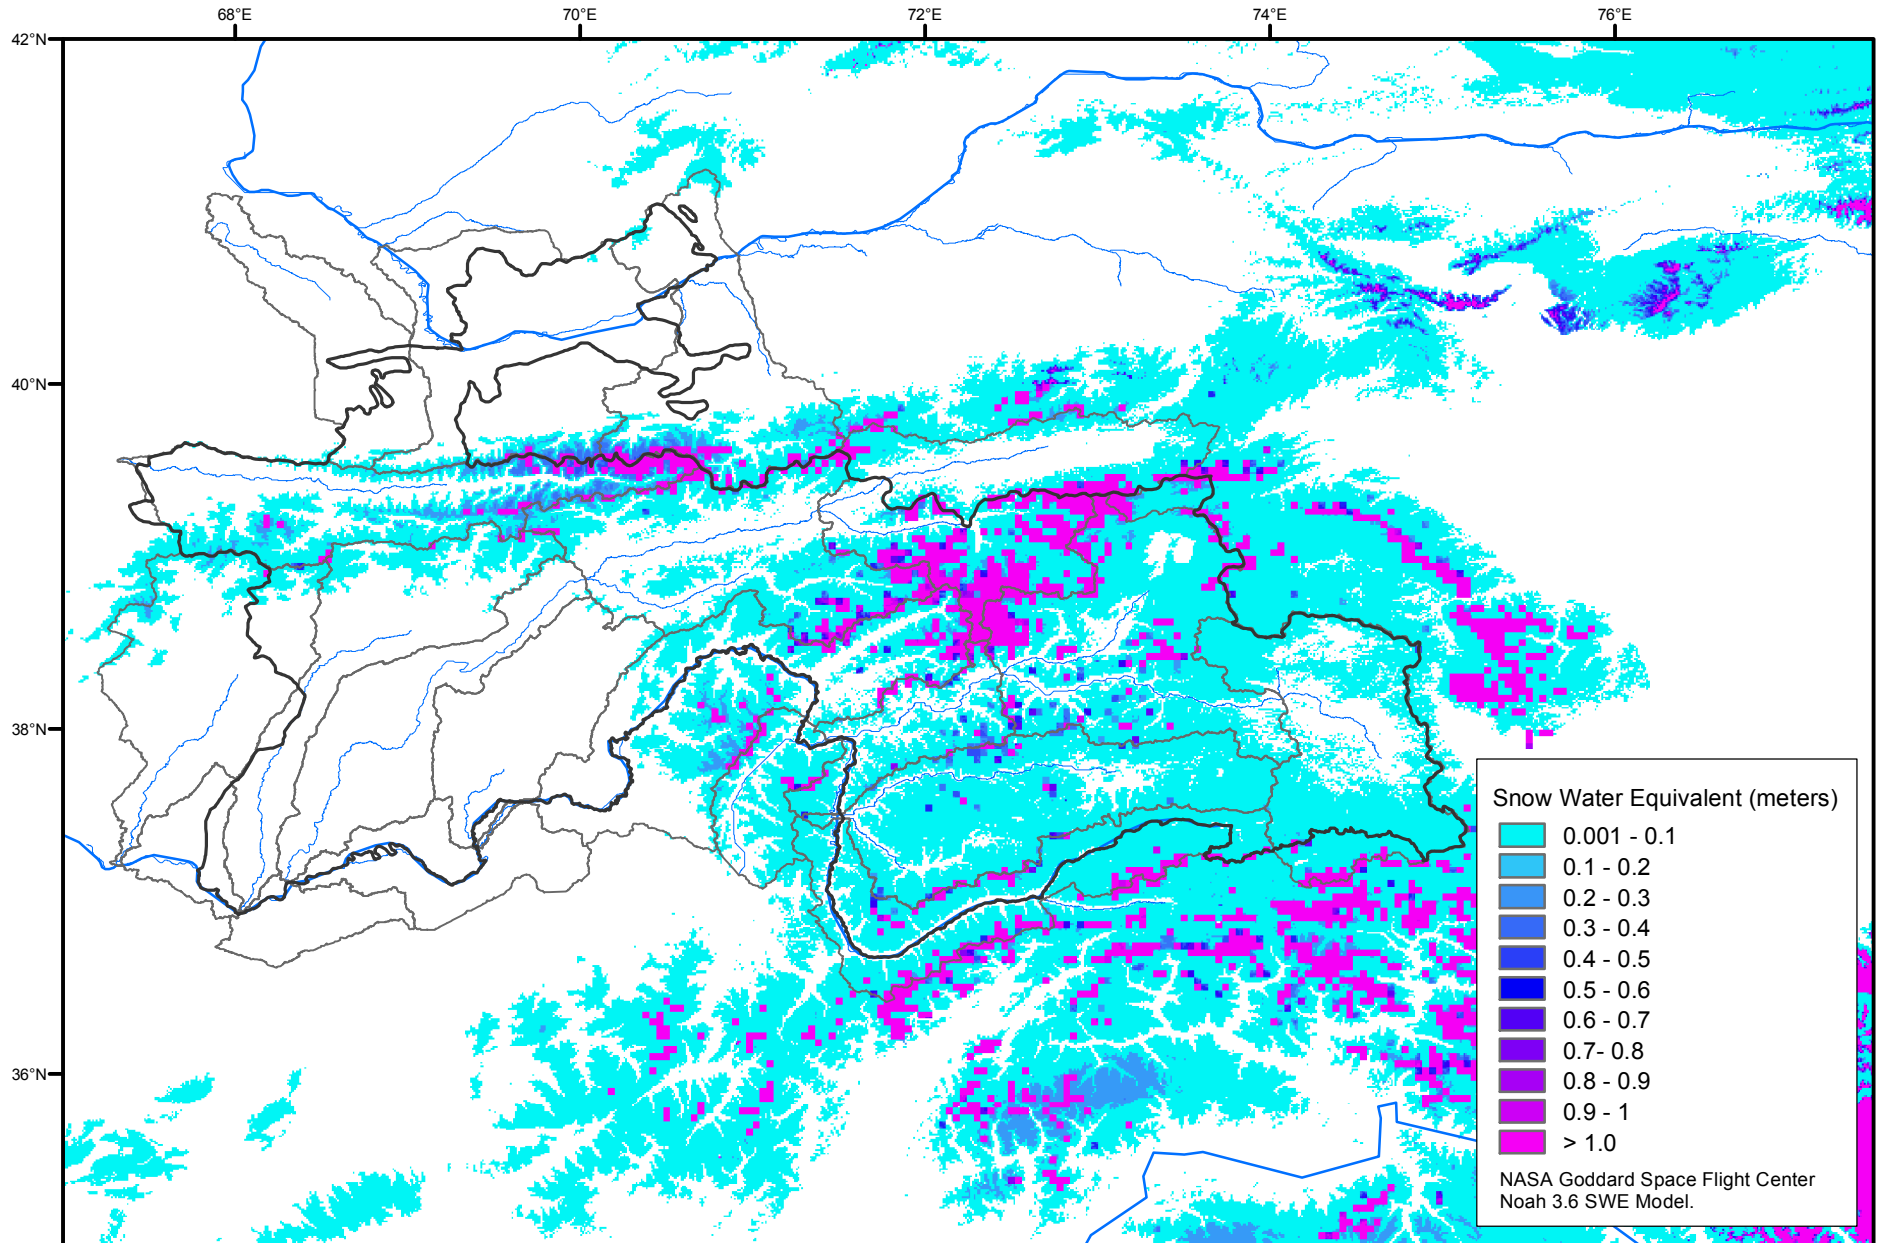 68°E
70°E
72°E
74°E
76°E
42°N
40°N
38°N
36°N
Snow Water Equivalent (meters)
0.001 - 0.1
0.1 - 0.2
0.2 - 0.3
0.3 - 0.4
0.4 - 0.5
0.5 - 0.6
0.6 - 0.7
0.7- 0.8
0.8 - 0.9
0.9 - 1
> 1.0
NASA Goddard Space Flight Center
Noah 3.6 SWE Model.